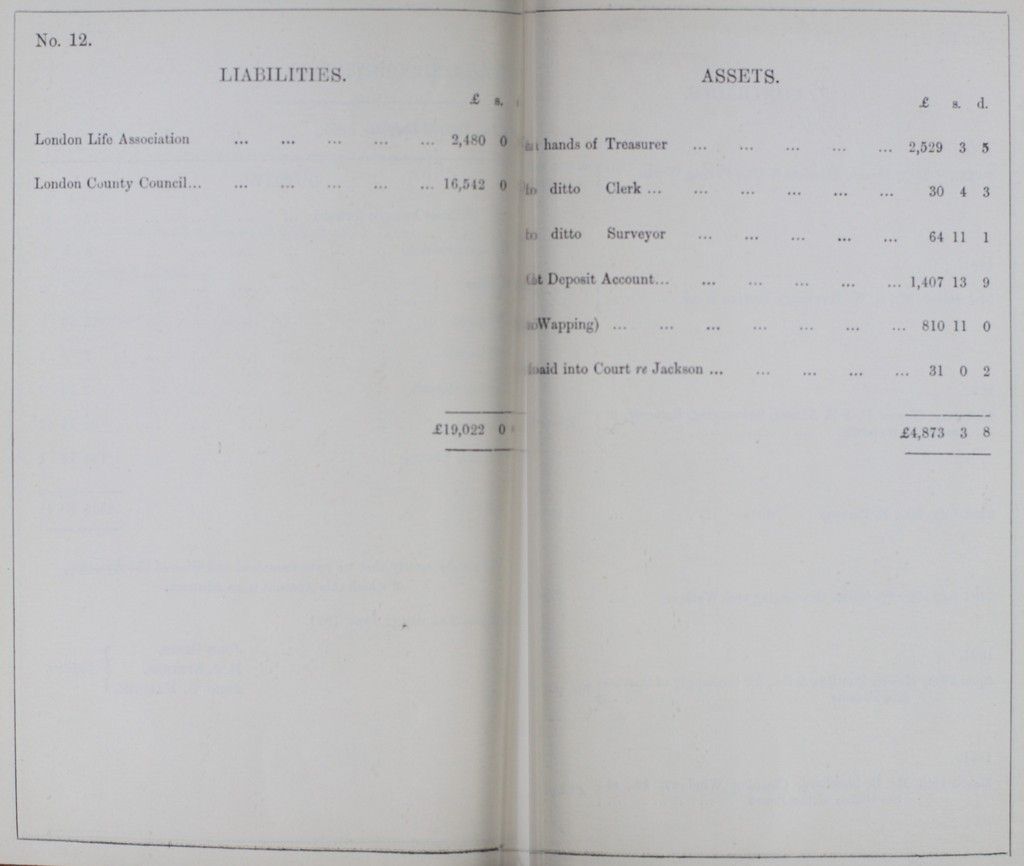 No. 12.
LIABILITIES.
£ s.
London Life Association ... ... ... ... ... 2,480 0
London County Council... ... ... ... ... ... 16,542 0
£19,022 0
ASSETS.
£ s. d.
hands of Treasurer ... ... ... ... ... 2,529 3 5
ditto Clerk ... ... ... ... ... ... 30 4 3
ditto Surveyor ... ... ... ... ... 64 11 1
Deposit Account... ... ... ... ... ... 1,407 13 9
Wapping) ... ... ... ... ... ... ... 810 11 0
into Court re Jackson ... ... ... ... ... 31 0 2
£4,873 3 8